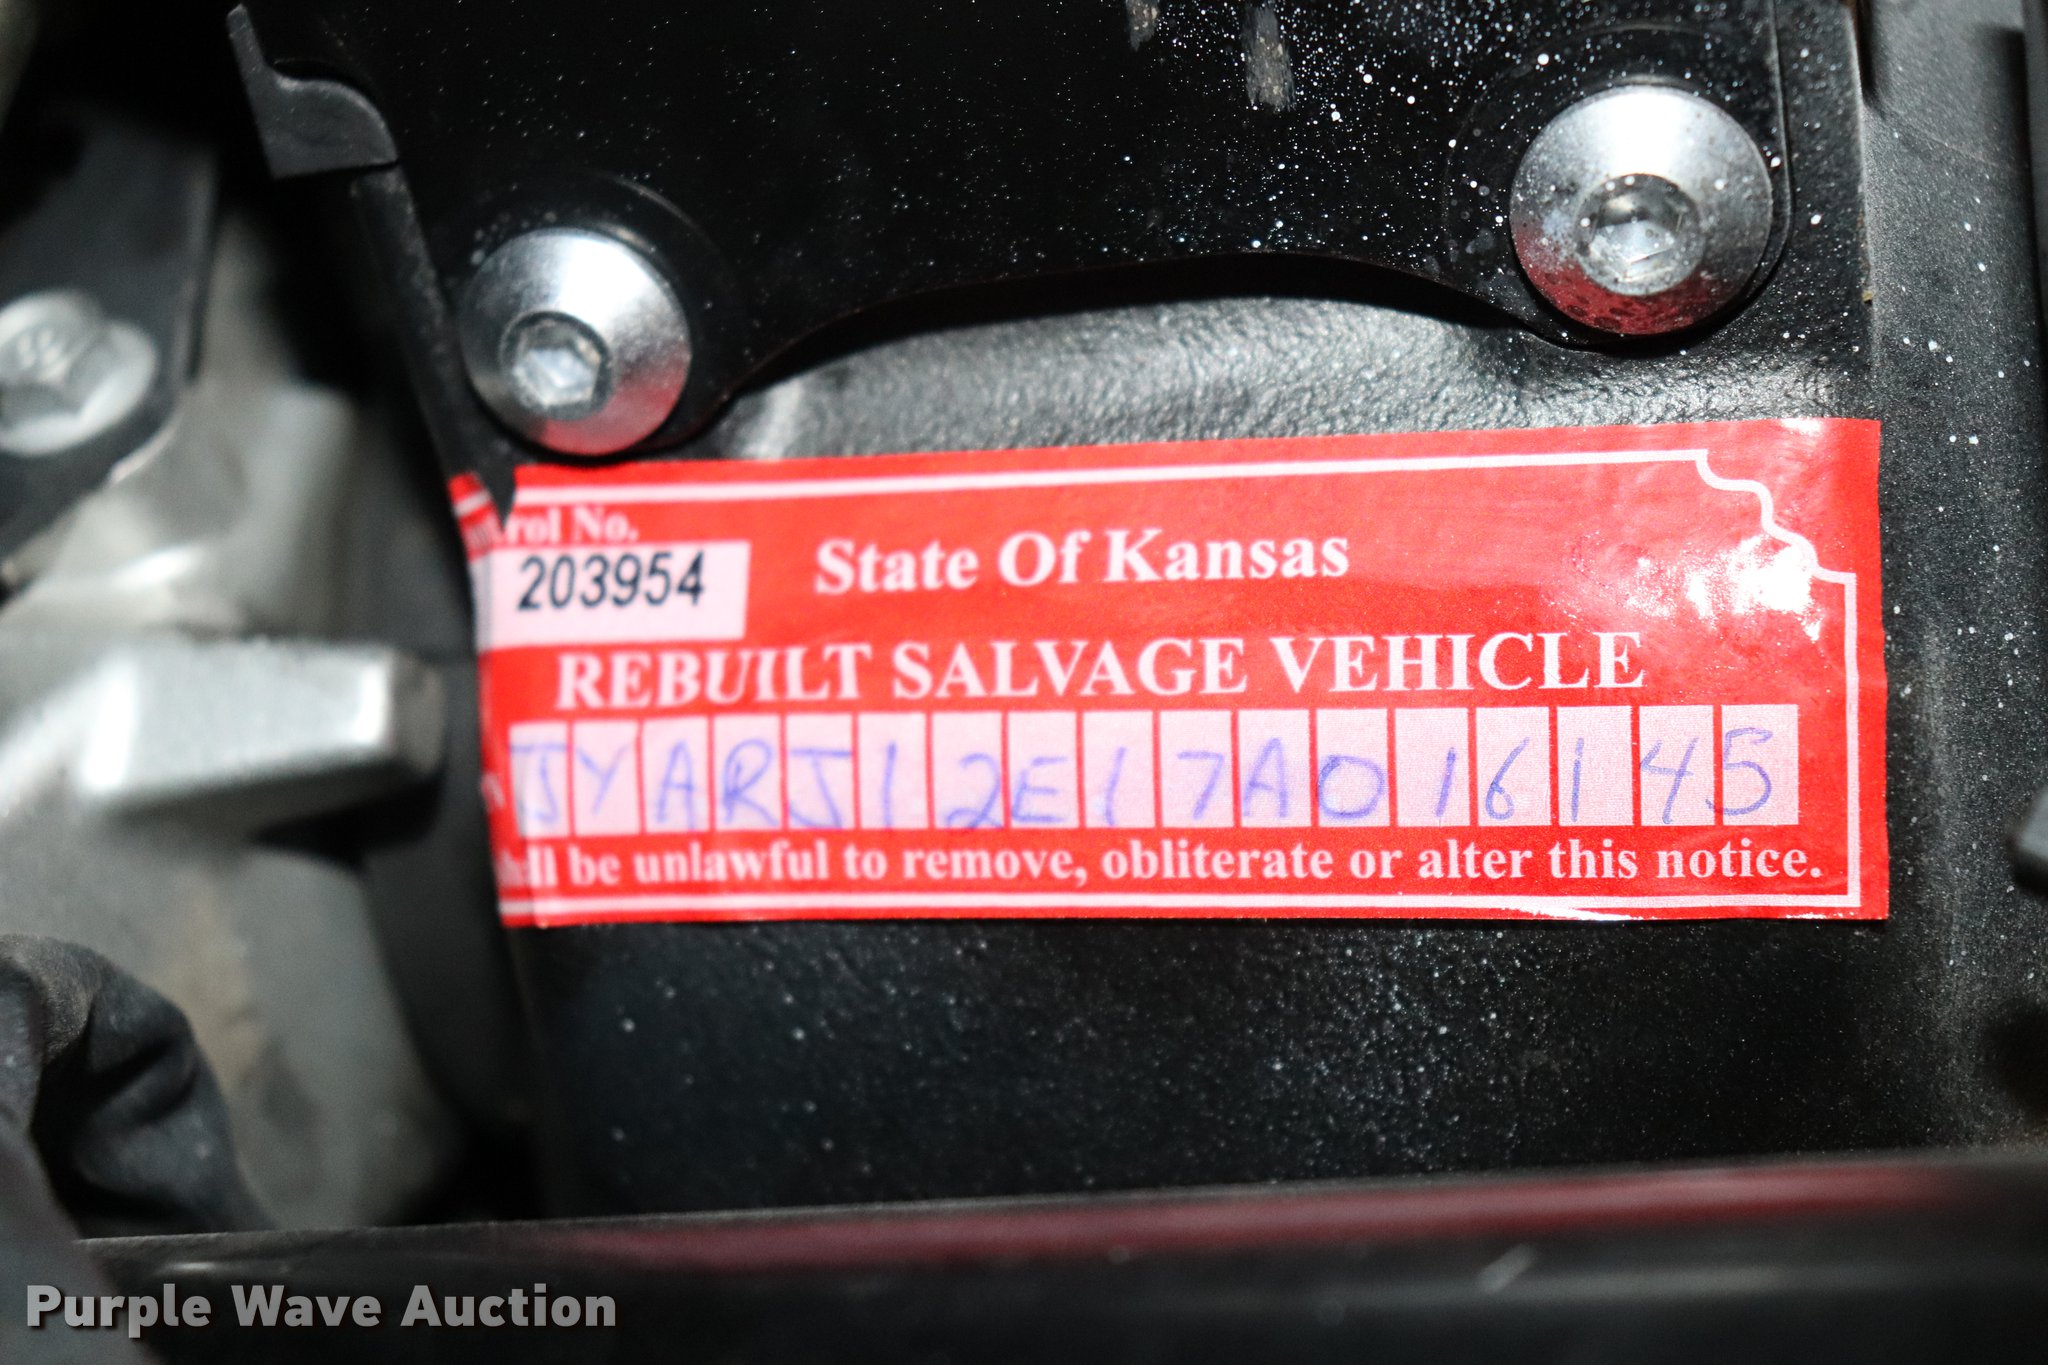 trol No.
203954
State Of Kansas
REBUILT SALVAGE VEHICLE
JYARJ12E17A016145
be unlawful to remove, obliterate or alter this notice.
Purple Wave Auction